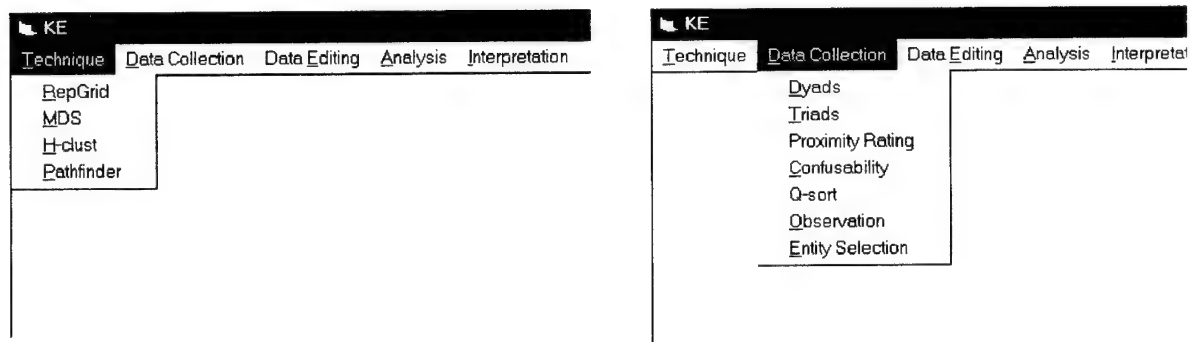 KE
Technique Data Collection Data Editing Analysis Interpretation
RepGrid
MDS
H-clust
Pathfinder
KE
Technique Data Collection Data Editing Analysis Interpretat
Dyads
Triads
Proximity Rating
Confusability
Q-sort
Observation
Entity Selection